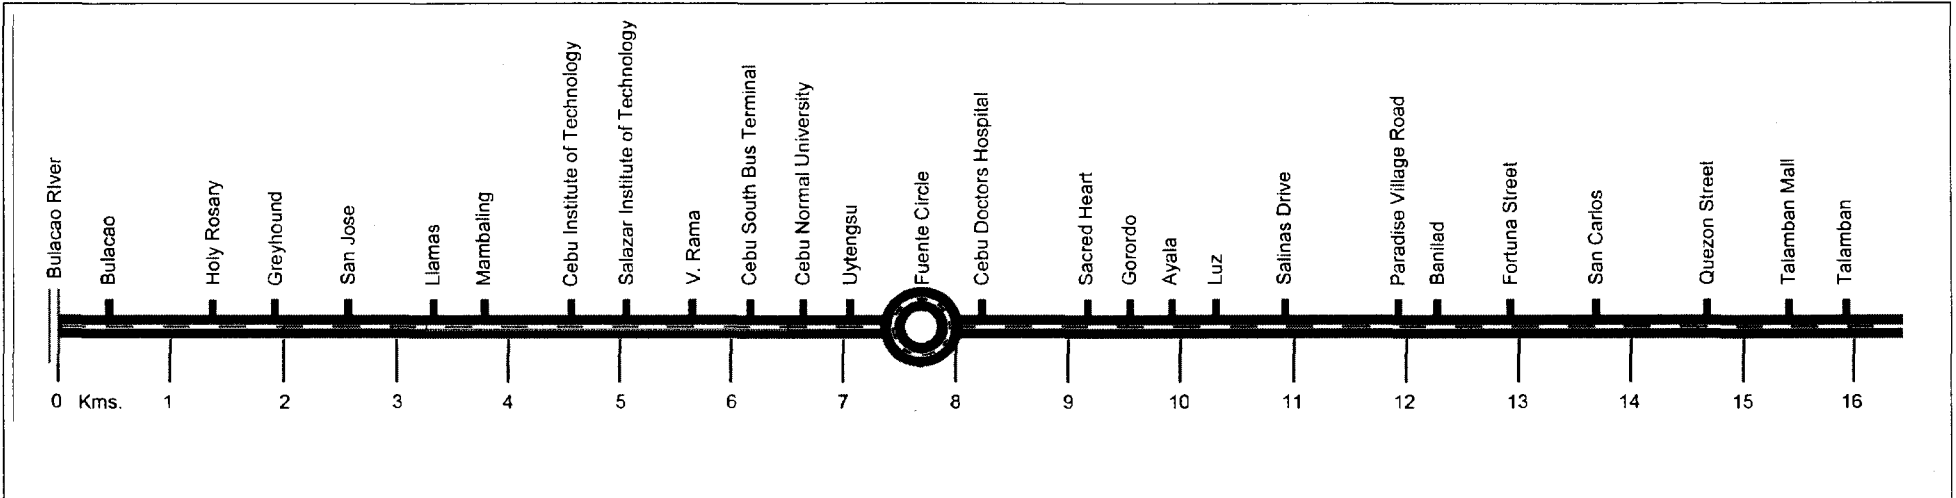 Bulacao River
Bulacao
Holy Rosary
Greyhound
San Jose
Llamas
Mambaling
Cebu Institute of Technology
Salazar Institute of Technology
V. Rama
Cebu South Bus Terminal
Cebu Normal University
Uytengsu
Fuente Circle
Cebu Doctors Hospital
Sacred Heart
Gorordo
Ayala
Luz
Salinas Drive
Paradise Village Road
Banilad
Fortuna Street
San Carlos
Quezon Street
Talamban Mall
Talamban
0 Kms. 1 2 3 4 5 6 7 8 9 10 11 12 13 14 15 16